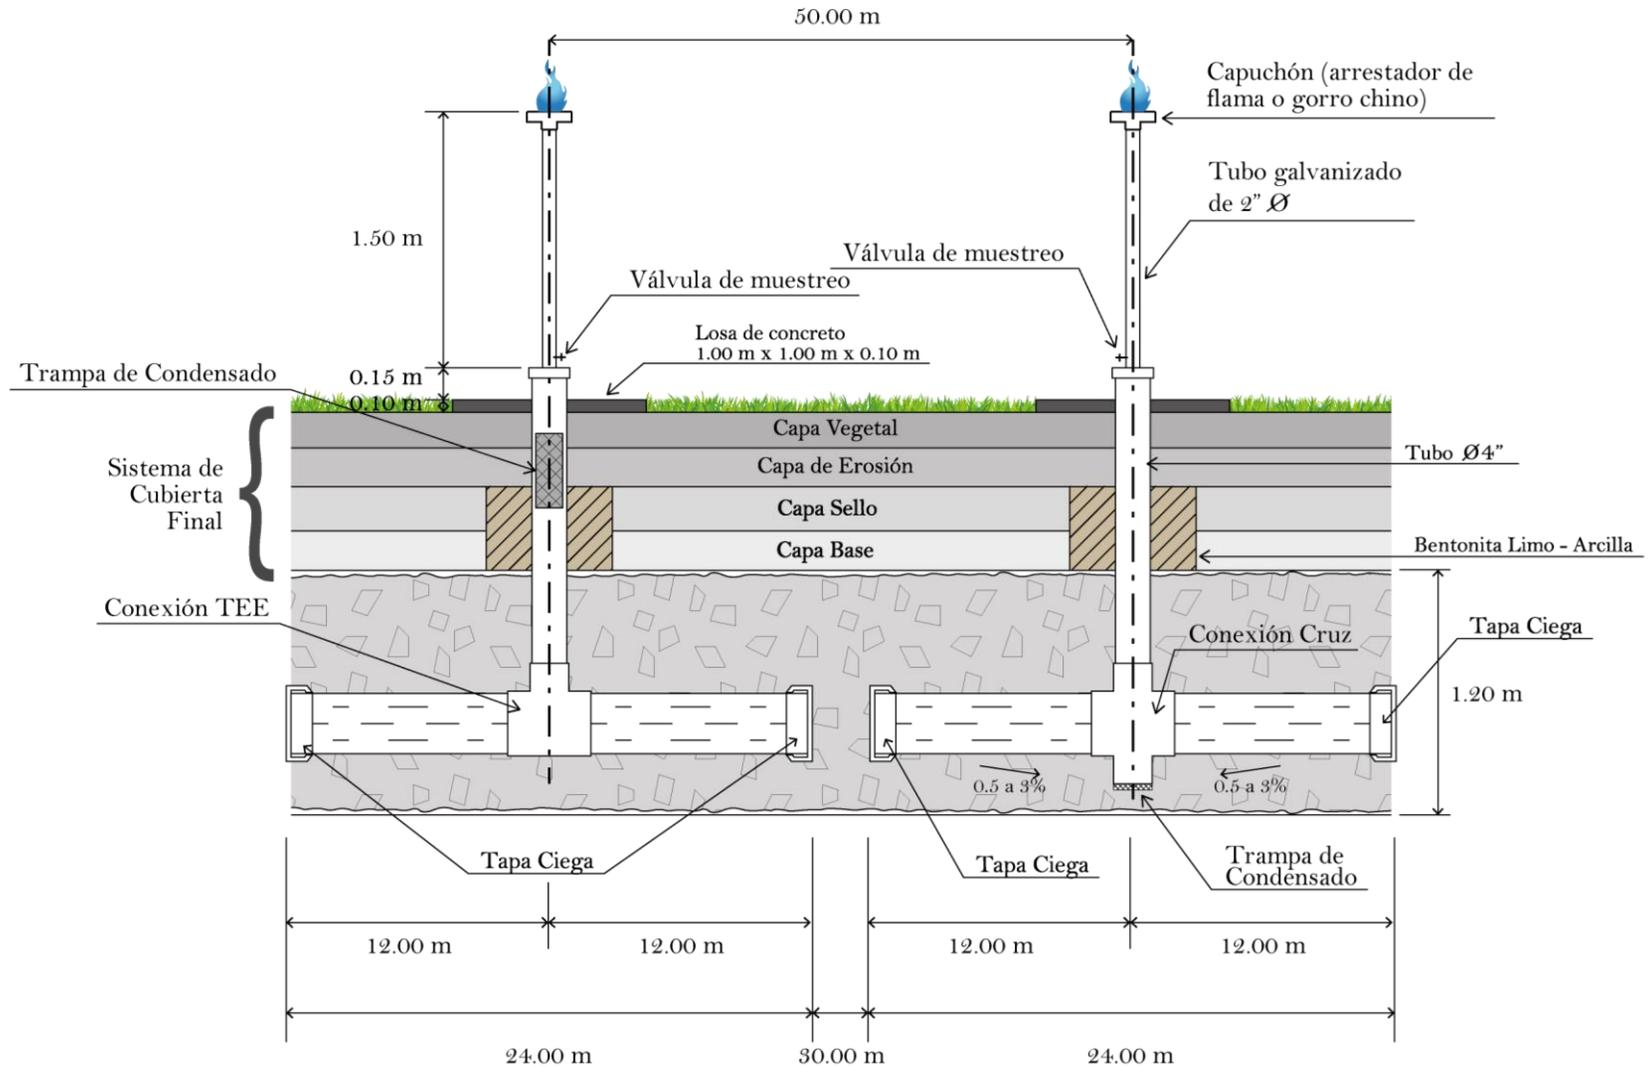 50.00 m
Capuchón (arrestador de
flama o gorro chino)
Tubo galvanizado
de 2" Ø
1.50 m
Válvula de muestreo
Válvula de muestreo
Losa de concreto
1.00 m x 1.00 m x 0.10 m
Trampa de Condensado
0.15 m
0.10 m
Capa Vegetal
Tubo Ø4"
Capa de Erosión
Sistema de
Cubierta
Final
Capa Sello
Capa Base
Bentonita Limo - Arcilla
Conexión TEE
Conexión Cruz
Tapa Ciega
1.20 m
0.5 a 3%
0.5 a 3%
Tapa Ciega
Tapa Ciega
Trampa de
Condensado
12.00 m
12.00 m
12.00 m
12.00 m
24.00 m
30.00 m
24.00 m